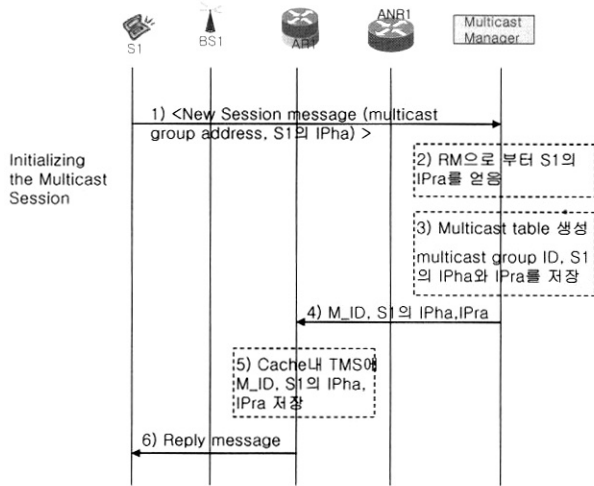 S1
BS1
AR1
ANR1
Multicast
Manager
1) <New Session message (multicast
group address, S1의 IPha) >
Initializing
the Multicast
Session
2) RM으로 부터 S1의
IPra를 얻음
3) Multicast table 생성
multicast group ID, S1
의 IPha와 IPra를 저장
4) M_ID, S1의 IPha,IPra
5) Cache내 TMS에
M_ID, S1의 IPha,
IPra 저장
6) Reply message